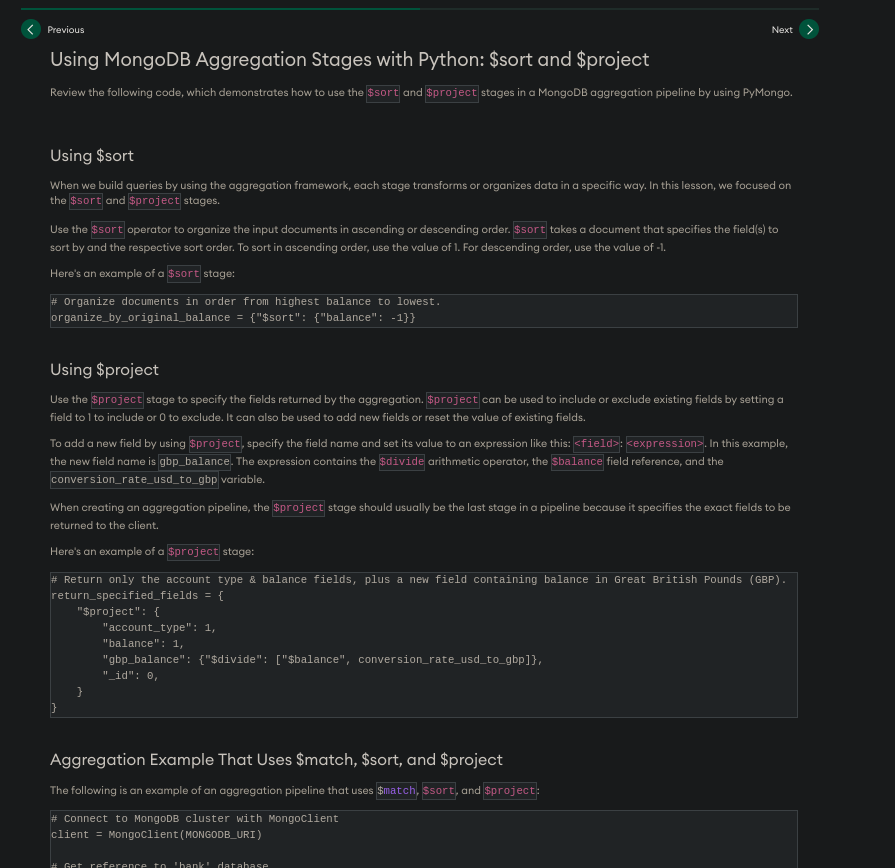 Previous
Next
Using MongoDB Aggregation Stages with Python: $sort and $project
Review the following code, which demonstrates how to use the $sort and $project stages in a MongoDB aggregation pipeline by using PyMongo.
Using $sort
When we build queries by using the aggregation framework, each stage transforms or organizes data in a specific way. In this lesson, we focused on
the $sort and $project stages.
Use the $sort operator to organize the input documents in ascending or descending order. $sort takes a document that specifies the field(s) to
sort by and the respective sort order. To sort in ascending order, use the value of 1. For descending order, use the value of -1.
Here's an example of a $sort stage:
# Organize documents in order from highest balance to lowest.
organize_by_original_balance = {"$sort": {"balance": -1}}
Using $project
Use the $project stage to specify the fields returned by the aggregation. $project can be used to include or exclude existing fields by setting a
field to 1 to include or 0 to exclude. It can also be used to add new fields or reset the value of existing fields.
To add a new field by using $project, specify the field name and set its value to an expression like this: <field>: <expression>. In this example,
the new field name is gbp_balance. The expression contains the $divide arithmetic operator, the $balance field reference, and the
conversion_rate_usd_to_gbp variable.
When creating an aggregation pipeline, the $project stage should usually be the last stage in a pipeline because it specifies the exact fields to be
returned to the client.
Here's an example of a $project stage:
# Return only the account type & balance fields, plus a new field containing balance in Great British Pounds (GBP).
return_specified_fields = {
    "$project": {
        "account_type": 1,
        "balance": 1,
        "gbp_balance": {"$divide": ["$balance", conversion_rate_usd_to_gbp]},
        "_id": 0,
    }
}
Aggregation Example That Uses $match, $sort, and $project
The following is an example of an aggregation pipeline that uses $match, $sort, and $project:
# Connect to MongoDB cluster with MongoClient
client = MongoClient(MONGODB_URI)
# Get reference to 'bank' database